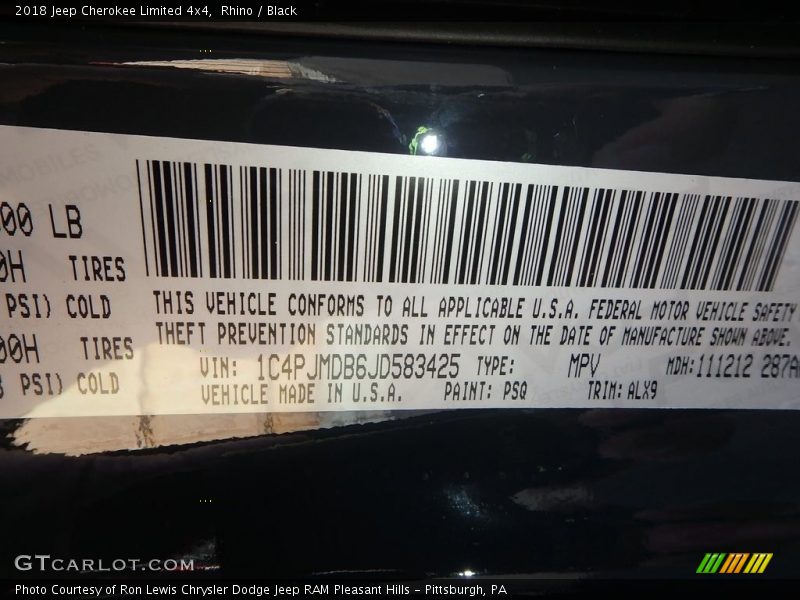 2018 Jeep Cherokee Limited 4x4, Rhino / Black
00 LB
0H TIRES
PSI) COLD
00H TIRES
PSI) COLD
THIS VEHICLE CONFORMS TO ALL APPLICABLE U.S.A. FEDERAL MOTOR VEHICLE SAFETY
THEFT PREVENTION STANDARDS IN EFFECT ON THE DATE OF MANUFACTURE SHOWN ABOVE.
VIN: 1C4PJMDB6JD583425 TYPE: MPV MDH: 111212 287A
VEHICLE MADE IN U.S.A. PAINT: PSQ TRIM: ALX9
GTCARLOT.COM
Photo Courtesy of Ron Lewis Chrysler Dodge Jeep RAM Pleasant Hills - Pittsburgh, PA